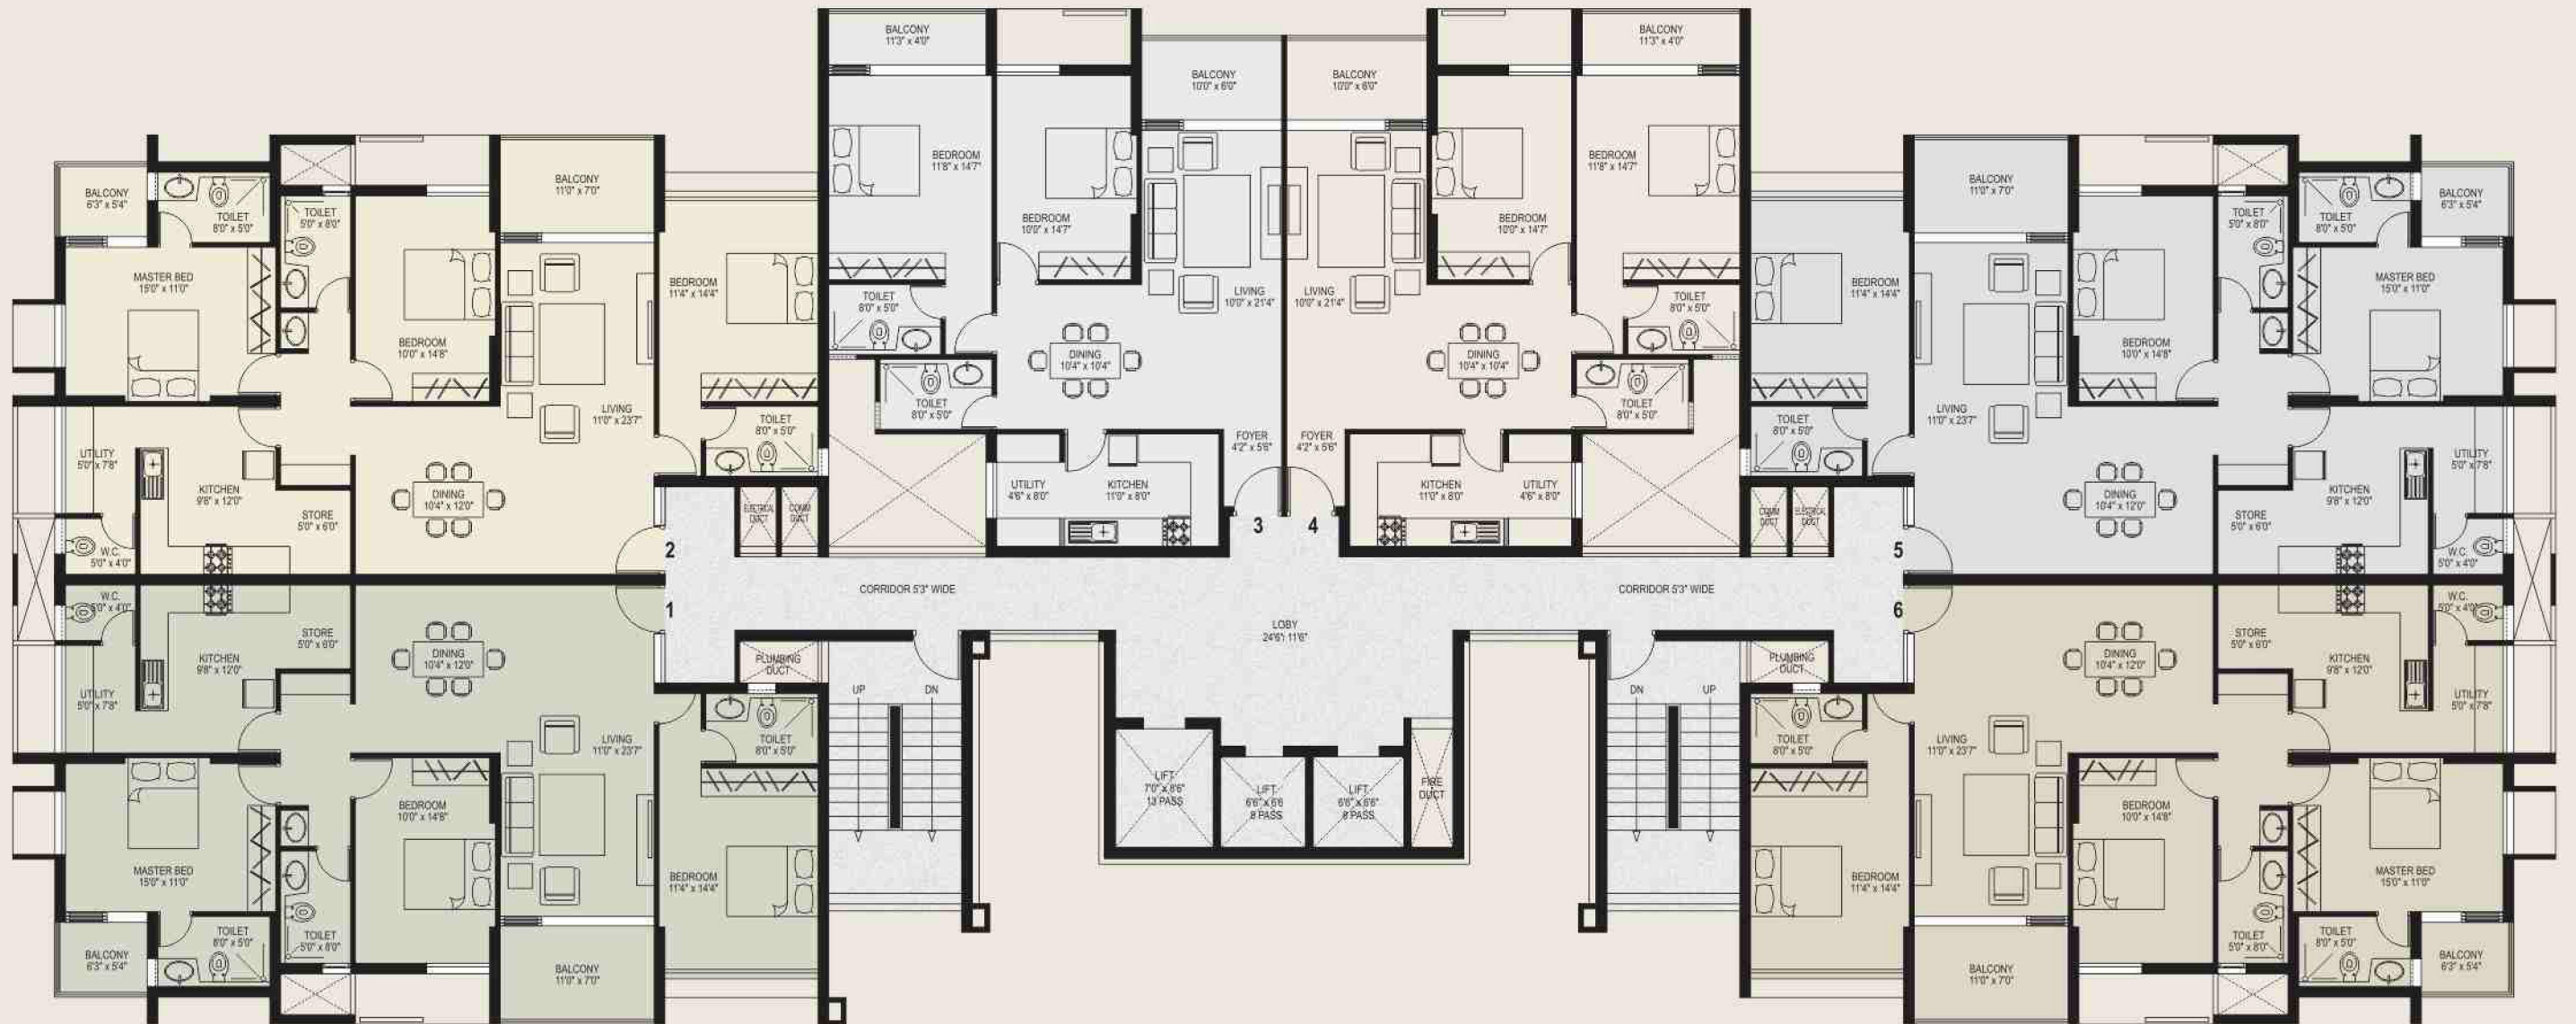 BALCONY
11'3" x 4'0"
BALCONY
10'0" x 6'0"
BALCONY
10'0" x 6'0"
BALCONY
11'3" x 4'0"
BEDROOM
11'8" x 14'7"
BEDROOM
10'0" x 14'7"
LIVING
10'0" x 21'4"
LIVING
10'0" x 21'4"
BEDROOM
10'0" x 14'7"
BEDROOM
11'8" x 14'7"
TOILET
8'0" x 5'0"
DINING
10'4" x 10'4"
DINING
10'4" x 10'4"
TOILET
8'0" x 5'0"
TOILET
8'0" x 5'0"
FOYER
4'2" x 5'6"
FOYER
4'2" x 5'6"
TOILET
8'0" x 5'0"
UTILITY
4'6" x 8'0"
KITCHEN
11'0" x 8'0"
3
4
KITCHEN
11'0" x 8'0"
UTILITY
4'6" x 8'0"
BALCONY
6'3" x 5'4"
TOILET
8'0" x 5'0"
TOILET
5'0" x 8'0"
BALCONY
11'0" x 7'0"
MASTER BED
15'0" x 11'0"
BEDROOM
10'0" x 14'8"
BEDROOM
11'4" x 14'4"
LIVING
11'0" x 23'7"
TOILET
8'0" x 5'0"
UTILITY
5'0" x 7'8"
KITCHEN
9'8" x 12'0"
STORE
5'0" x 6'0"
DINING
10'4" x 12'0"
W.C.
5'0" x 4'0"
2
ELECTRICAL
DUCT
COMM
DUCT
BALCONY
11'0" x 7'0"
TOILET
5'0" x 8'0"
TOILET
8'0" x 5'0"
BALCONY
6'3" x 5'4"
BEDROOM
11'4" x 14'4"
BEDROOM
10'0" x 14'8"
MASTER BED
15'0" x 11'0"
LIVING
11'0" x 23'7"
TOILET
8'0" x 5'0"
DINING
10'4" x 12'0"
STORE
5'0" x 6'0"
KITCHEN
9'8" x 12'0"
UTILITY
5'0" x 7'8"
W.C.
5'0" x 4'0"
COMM
DUCT
ELECTRICAL
DUCT
5
CORRIDOR 5'3" WIDE
CORRIDOR 5'3" WIDE
LOBY
24'6": 11'6"
W.C.
5'0" x 4'0"
UTILITY
5'0" x 7'8"
KITCHEN
9'8" x 12'0"
STORE
5'0" x 6'0"
DINING
10'4" x 12'0"
1
PLUMBING
DUCT
LIVING
11'0" x 23'7"
TOILET
8'0" x 5'0"
BEDROOM
10'0" x 14'8"
MASTER BED
15'0" x 11'0"
BEDROOM
11'4" x 14'4"
TOILET
8'0" x 5'0"
TOILET
5'0" x 8'0"
BALCONY
6'3" x 5'4"
BALCONY
11'0" x 7'0"
UP
DN
LIFT
7'0" x 8'6"
13 PASS
LIFT
6'6" x 6'6
8 PASS
LIFT
6'6" x 6'6"
8 PASS
FIRE
DUCT
DN
UP
6
PLUMBING
DUCT
DINING
10'4" x 12'0"
STORE
5'0" x 6'0"
KITCHEN
9'8" x 12'0"
W.C.
5'0" x 4'0"
UTILITY
5'0" x 7'8"
TOILET
8'0" x 5'0"
LIVING
11'0" x 23'7"
BEDROOM
10'0" x 14'8"
BEDROOM
11'4" x 14'4"
MASTER BED
15'0" x 11'0"
TOILET
5'0" x 8'0"
TOILET
8'0" x 5'0"
BALCONY
6'3" x 5'4"
BALCONY
11'0" x 7'0"